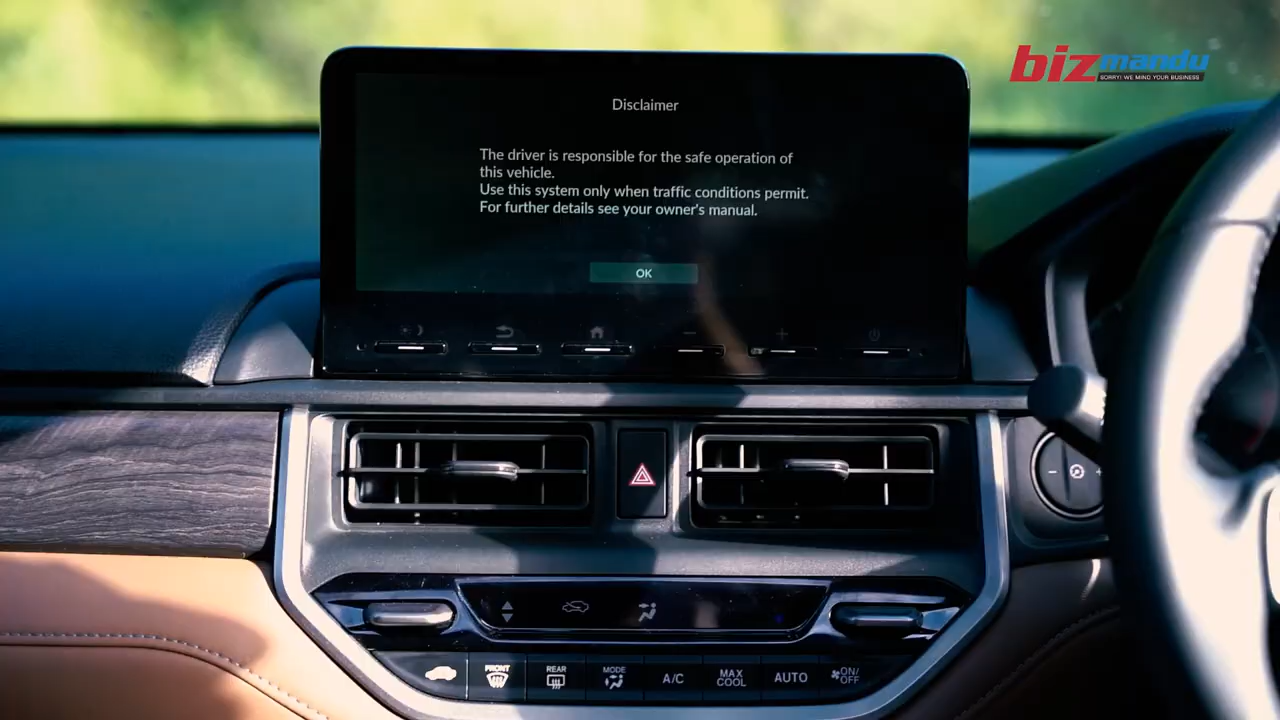 bizmandu
SORRY! WE MIND YOUR BUSINESS
Disclaimer
The driver is responsible for the safe operation of
this vehicle.
Use this system only when traffic conditions permit.
For further details see your owner's manual.
OK
FRONT
REAR
MODE
A/C
MAX
COOL
AUTO
ON/
OFF